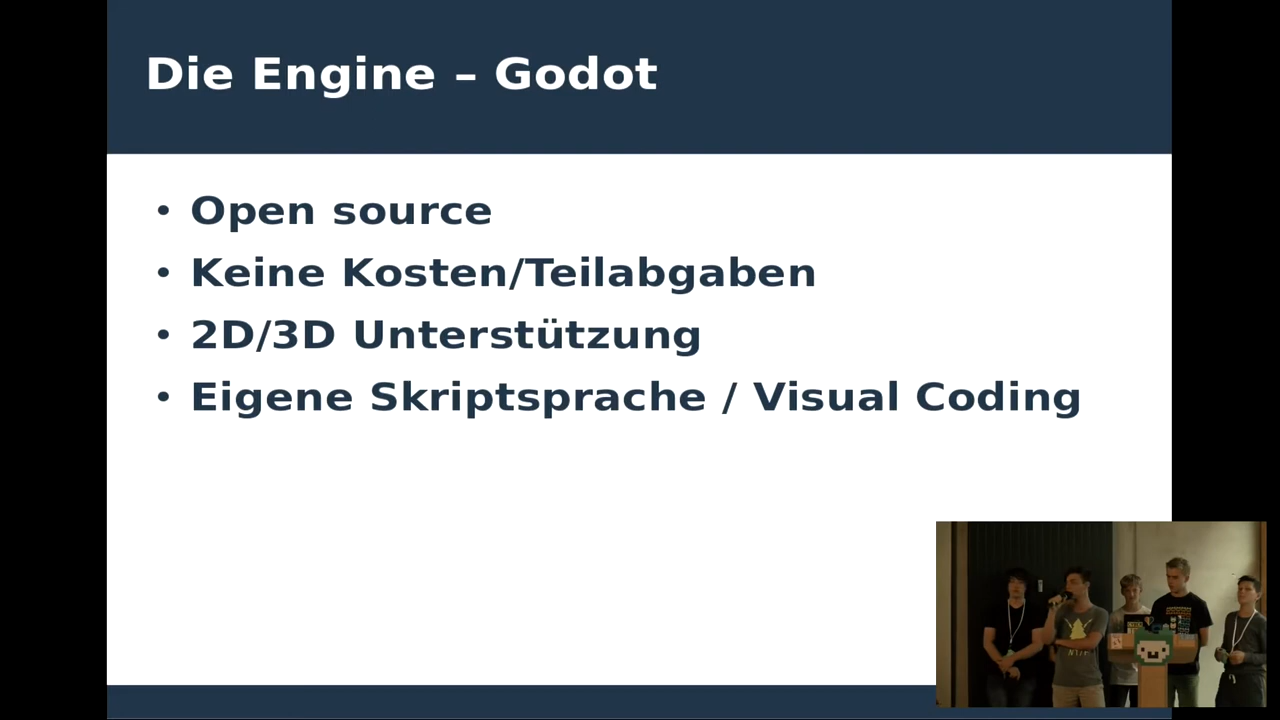 Die Engine – Godot
• Open source
• Keine Kosten/Teilabgaben
• 2D/3D Unterstützung
• Eigene Skriptsprache / Visual Coding